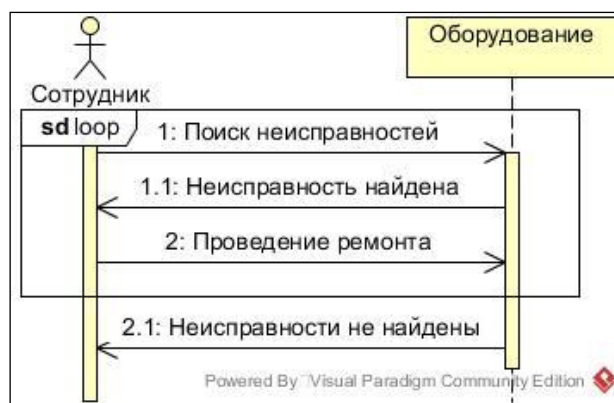 Оборудование
Сотрудник
sd loop
1: Поиск неисправностей
1.1: Неисправность найдена
2: Проведение ремонта
2.1: Неисправности не найдены
Powered By Visual Paradigm Community Edition